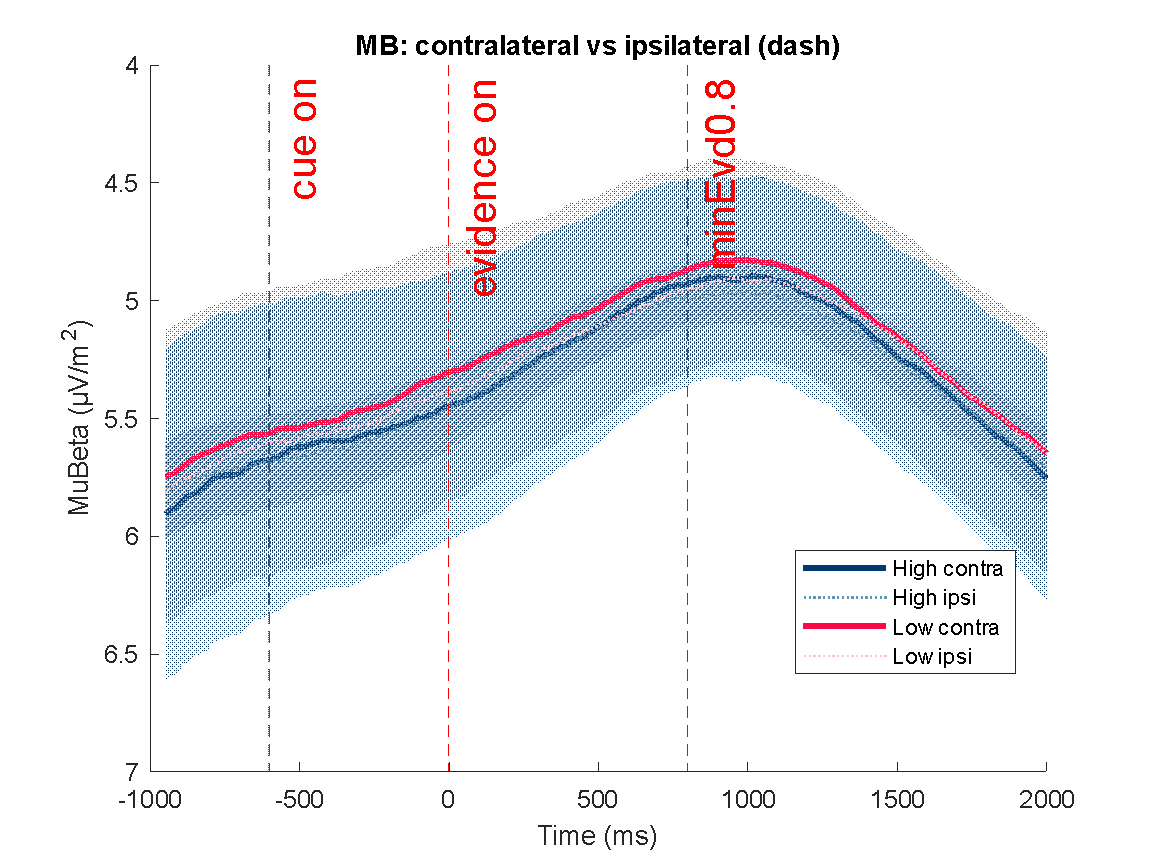 MB: contralateral vs ipsilateral (dash)
4
4.5
5
5.5
6
6.5
7
MuBeta (µV/m²)
cue on
evidence on
minEvd0.8
High contra
High ipsi
Low contra
Low ipsi
-1000
-500
0
500
1000
1500
2000
Time (ms)